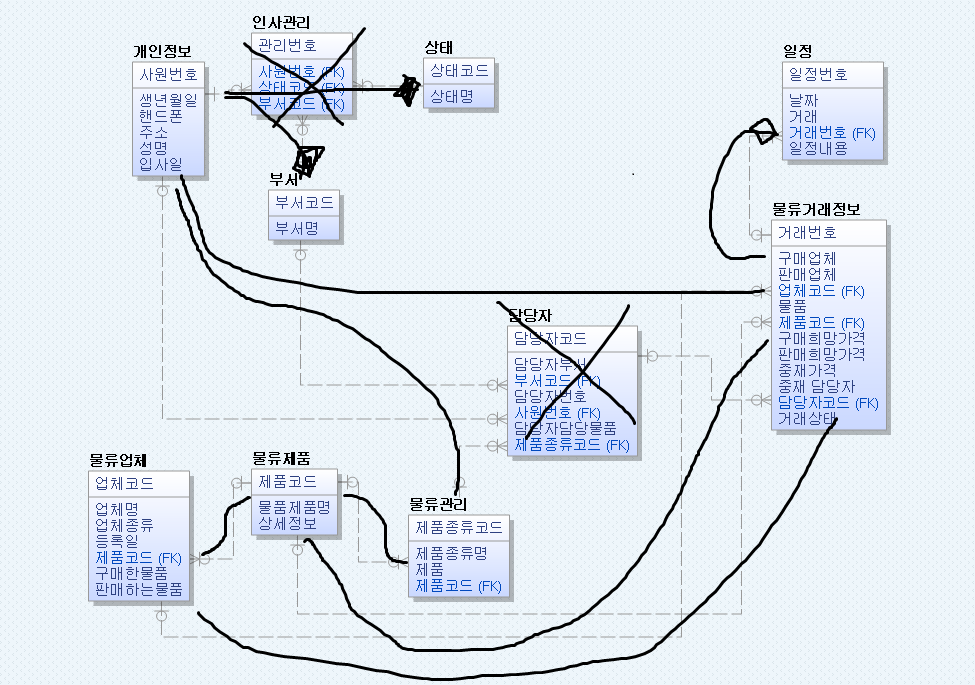 인사관리
관리번호
사원번호 (FK)
상태코드 (FK)
부서코드 (FK)
개인정보
사원번호
생년월일
핸드폰
주소
성명
입사일
상태
상태코드
상태명
일정
일정번호
날짜
거래
거래번호 (FK)
일정내용
부서
부서코드
부서명
물류거래정보
거래번호
구매업체
판매업체
업체코드 (FK)
물품
제품코드 (FK)
구매희망가격
판매희망가격
중재가격
중재 담당자
담당자코드 (FK)
거래상태
담당자
담당자코드
담당자부서
부서코드 (FK)
담당자번호
사원번호 (FK)
담당자담당물품
제품종류코드 (FK)
물류업체
업체코드
업체명
업체종류
등록일
제품코드 (FK)
구매한물품
판매하는물품
물류제품
제품코드
물품제품명
상세정보
물류관리
제품종류코드
제품종류명
제품
제품코드 (FK)